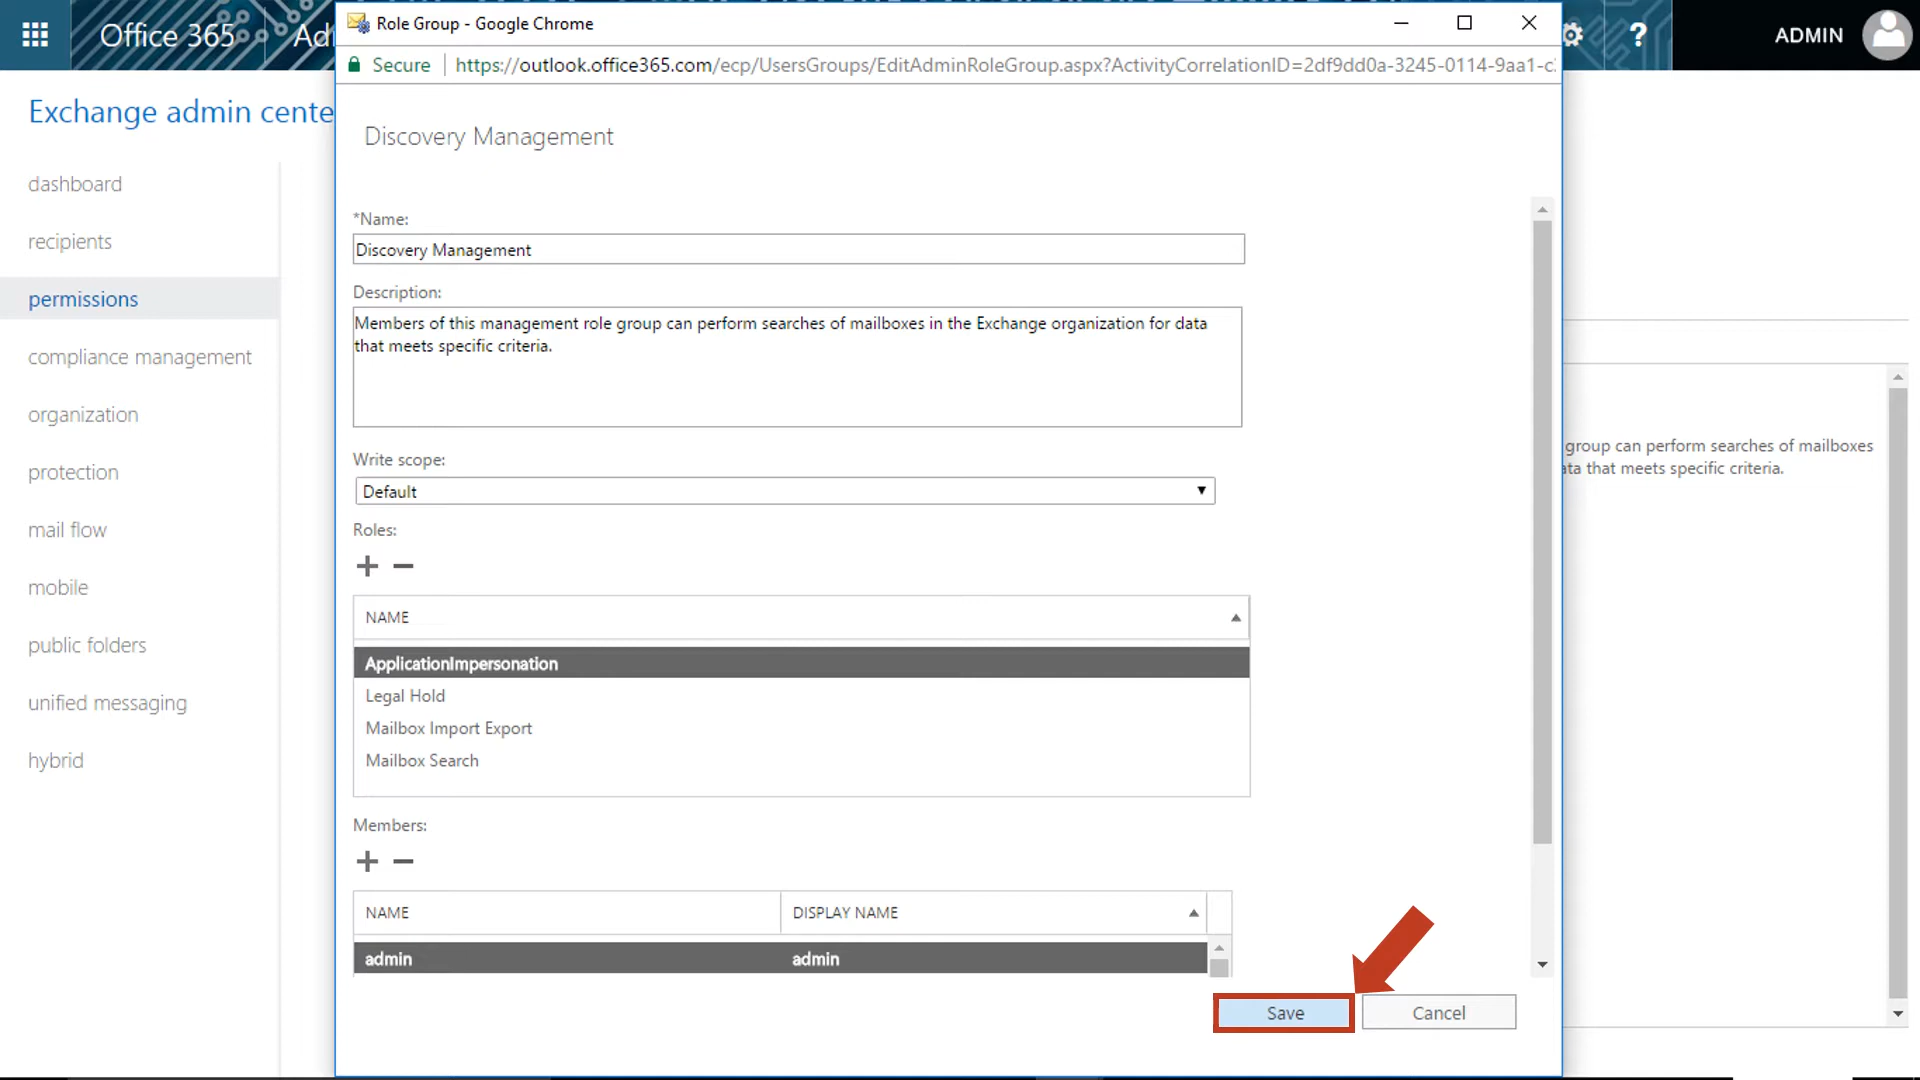 Office 365
Ad
Role Group - Google Chrome
?
ADMIN
Secure
https://outlook.office365.com/ecp/UsersGroups/EditAdminRoleGroup.aspx?ActivityCorrelationID=2df9dd0a-3245-0114-9aa1-c
Exchange admin cente
dashboard
recipients
permissions
compliance management
organization
protection
mail flow
mobile
public folders
unified messaging
hybrid
Discovery Management
*Name:
Discovery Management
Description:
Members of this management role group can perform searches of mailboxes in the Exchange organization for data
that meets specific criteria.
Write scope:
Default
Roles:
NAME
ApplicationImpersonation
Legal Hold
Mailbox Import Export
Mailbox Search
Members:
NAME DISPLAY NAME
admin admin
Save Cancel
group can perform searches of mailboxes
ta that meets specific criteria.